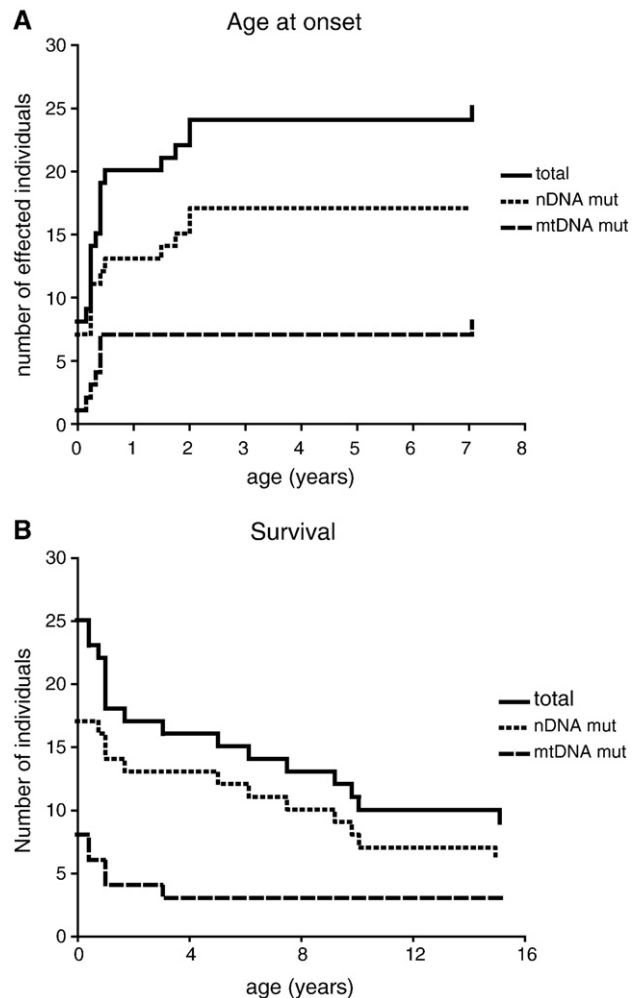 A
Age at onset
number of effected individuals
30
25
20
15
10
5
0
0 1 2 3 4 5 6 7 8
age (years)
total
nDNA mut
mtDNA mut
B
Survival
Number of individuals
30
25
20
15
10
5
0
0 4 8 12 16
age (years)
total
nDNA mut
mtDNA mut